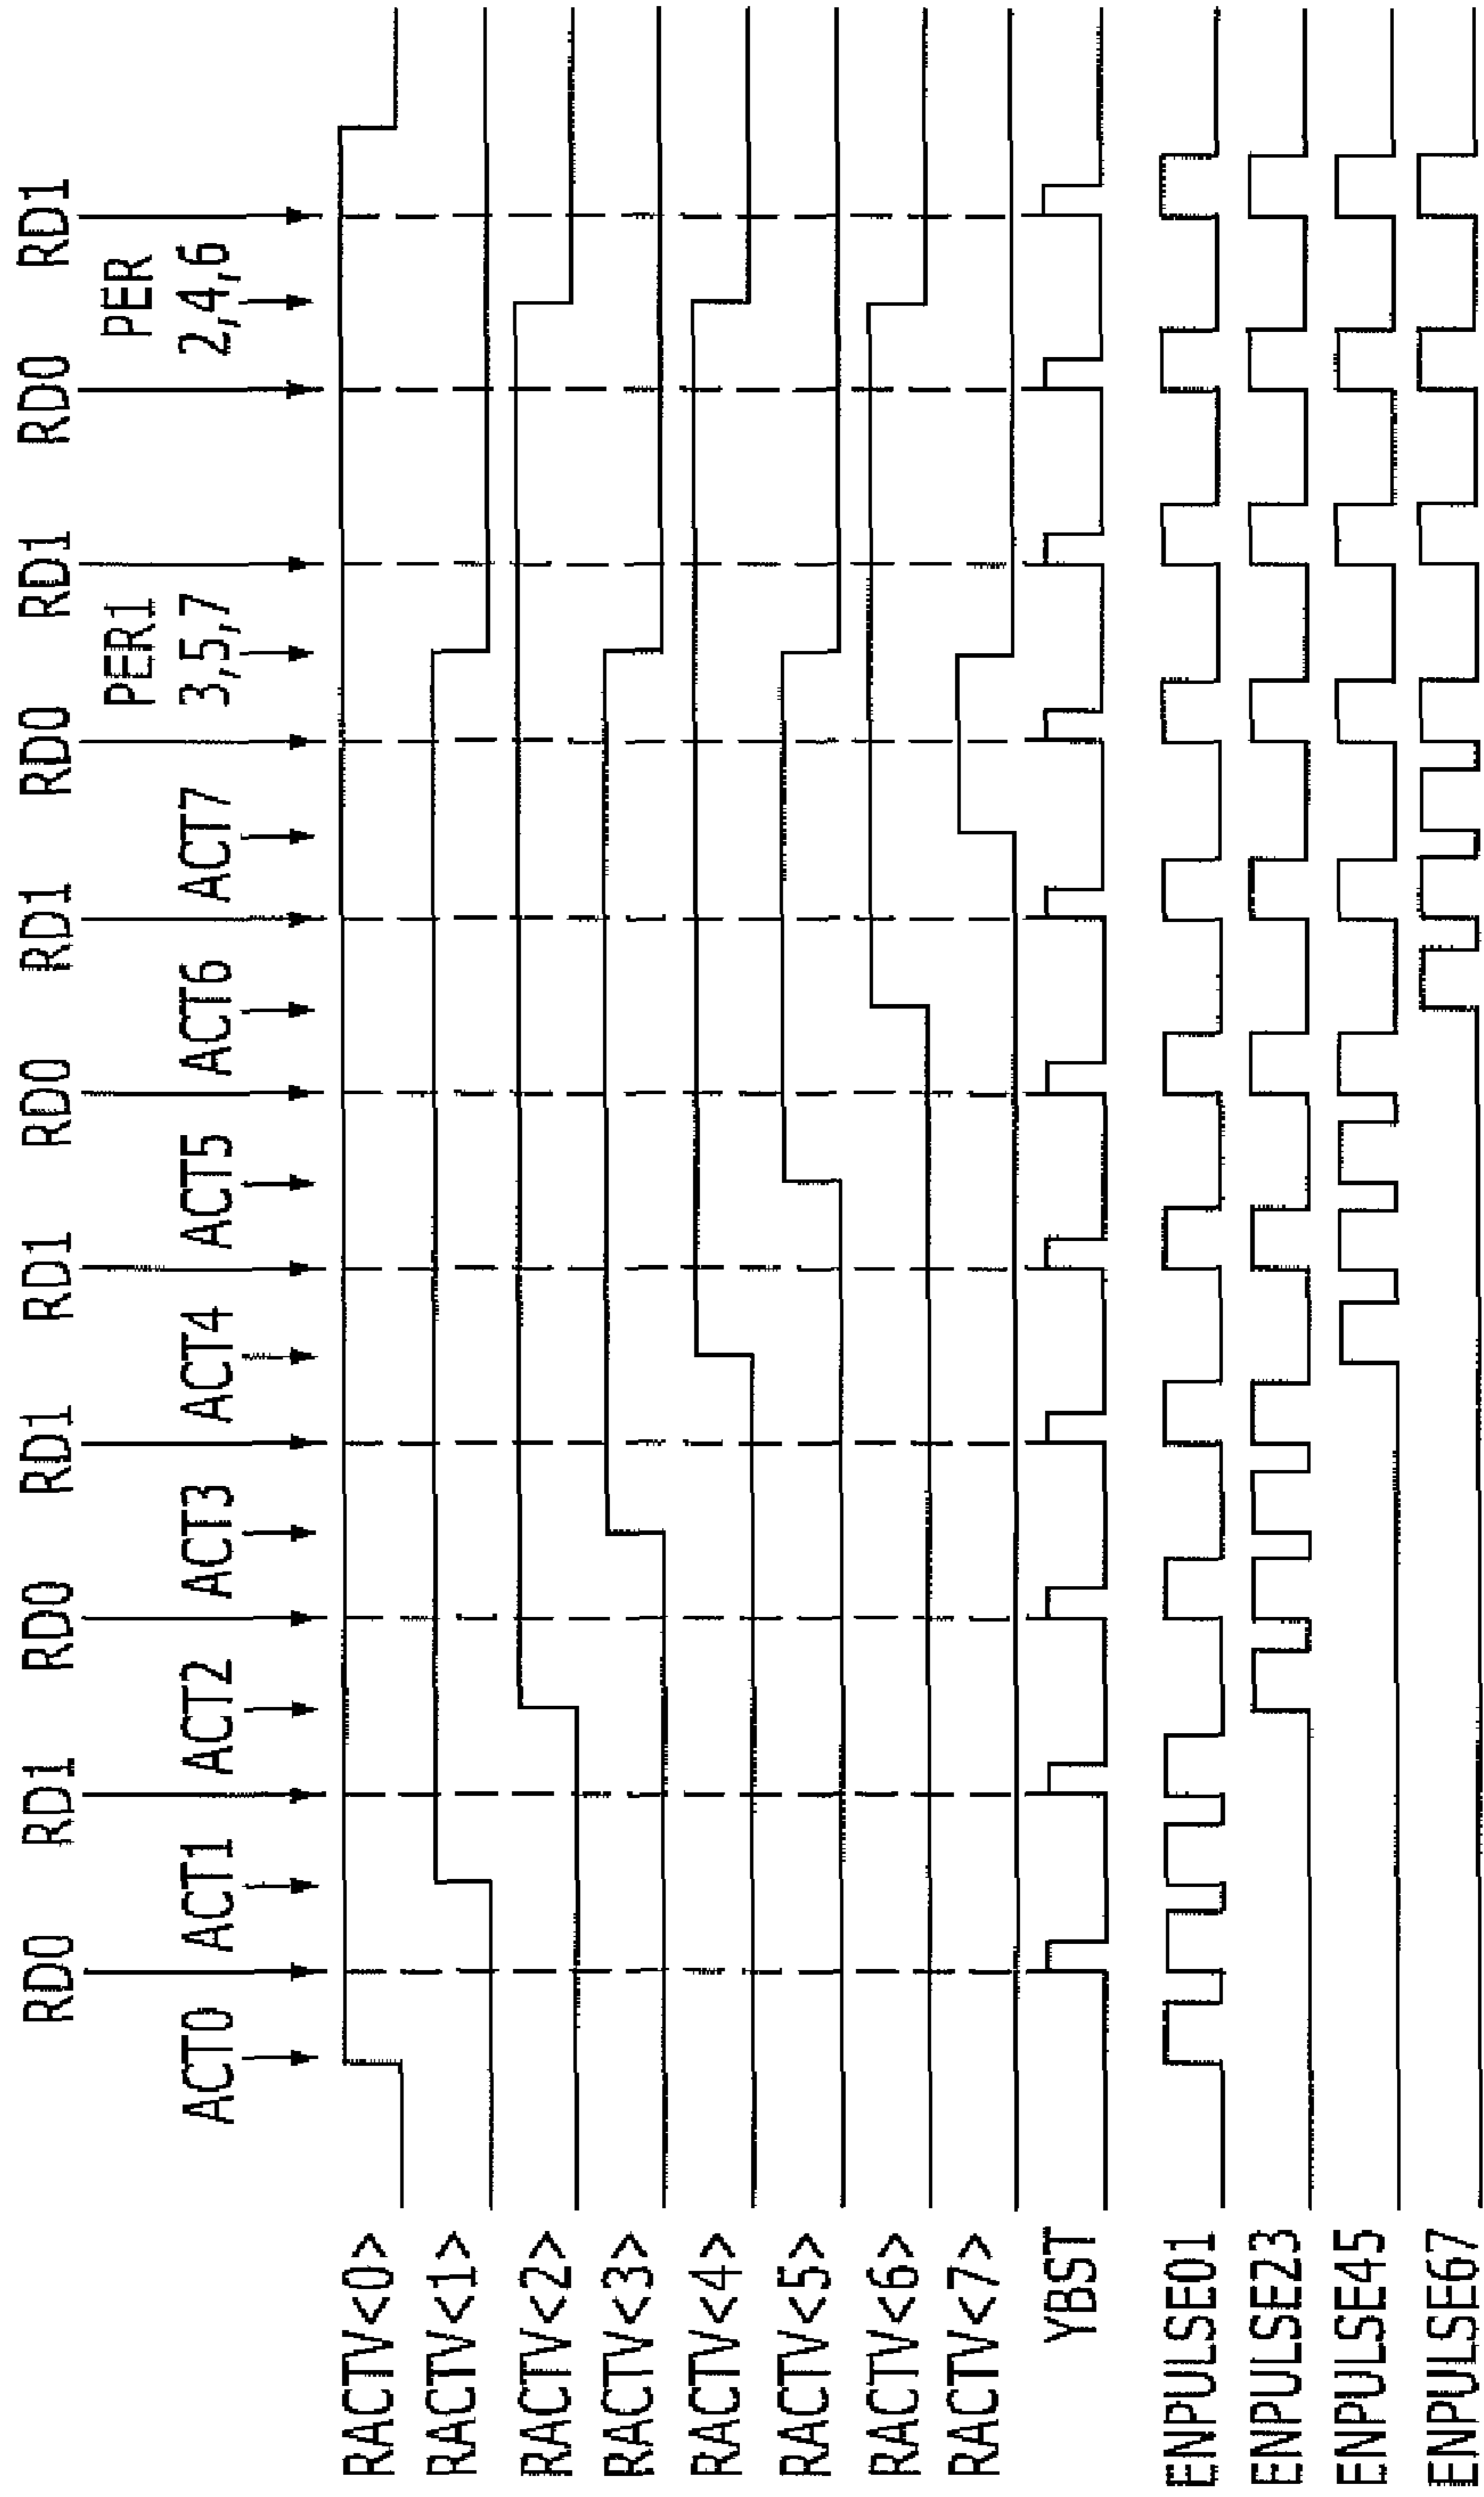 RD0 RD1 RD0 RD1 RD1 RD0 RD1 RD0 RD1 RD0 RD1
PER1 PER
ACT0 ACT1 ACT2 ACT3 ACT4 ACT5 ACT6 ACT7 3,5,7 2,4,6
RACTV<0>
RACTV<1>
RACTV<2>
RACTV<3>
RACTV<4>
RACTV<5>
RACTV<6>
RACTV<7>
YBST
ENPULSE01
ENPULSE23
ENPULSE45
ENPULSE67